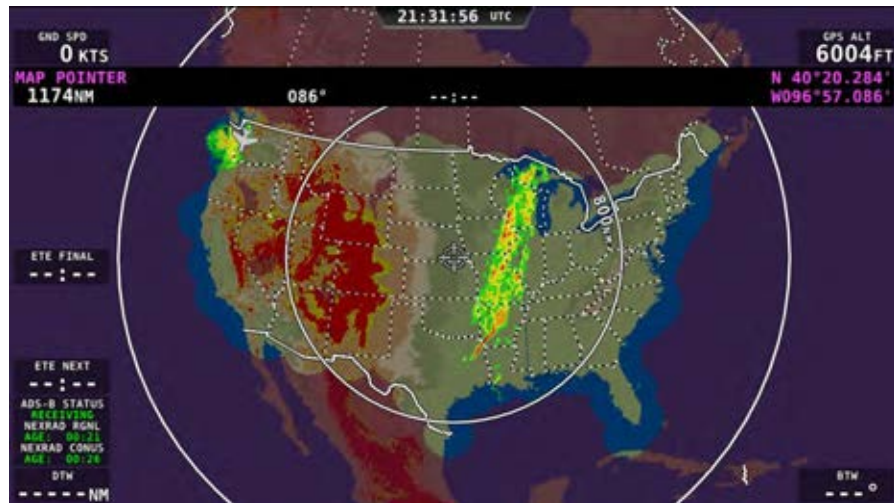 21:31:56 UTC
GND SPD
0 KTS
GPS ALT
6004FT
MAP POINTER
N 40°20.284'
1174NM 086° --:--
W096°57.086'
800NM
ETE FINAL
--:--
ETE NEXT
--:--
ADS-B STATUS
RECEIVING
NEXRAD RGNL
AGE: 00:21
NEXRAD CONUS
AGE: 00:26
DTW
-----NM
BTW
---°